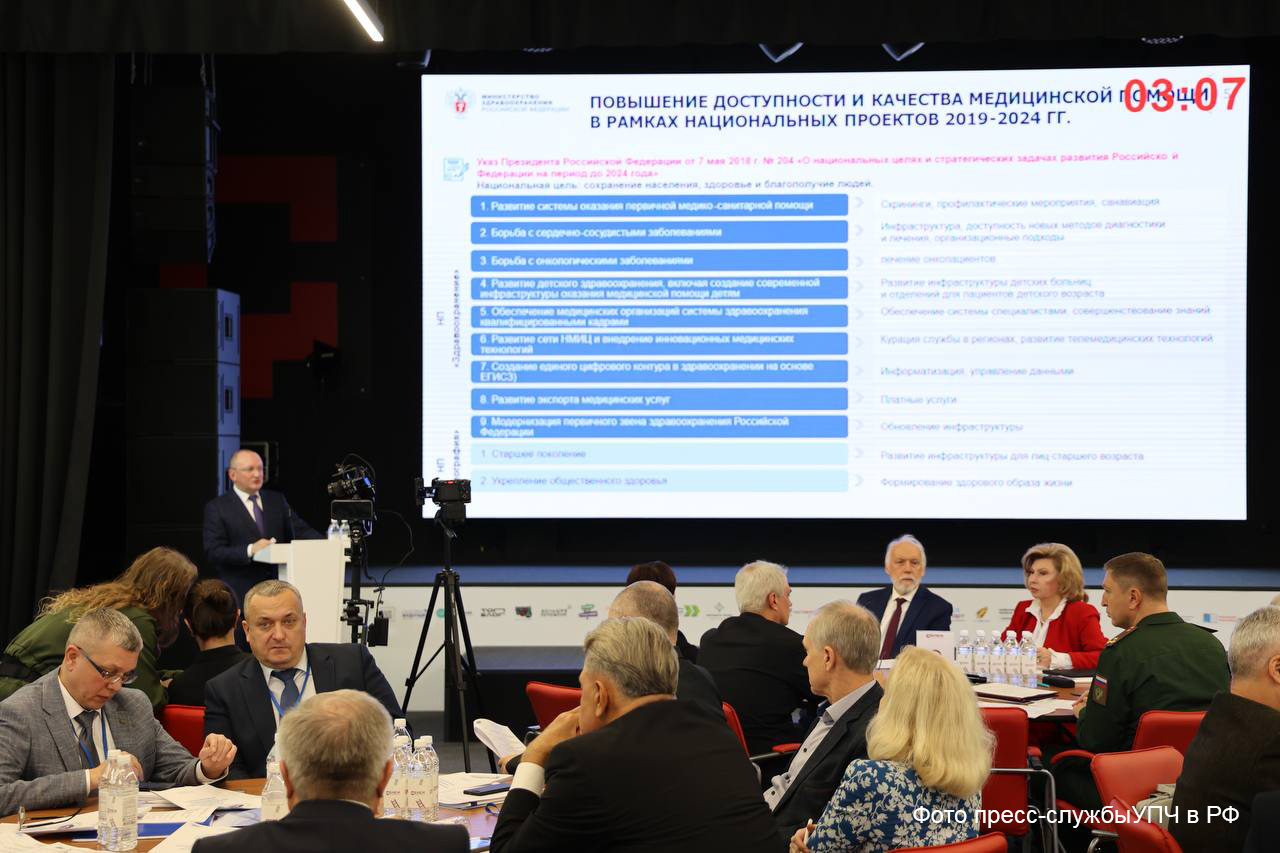 МИНИСТЕРСТВО
ЗДРАВООХРАНЕНИЯ
РОССИЙСКОЙ ФЕДЕРАЦИИ
ПОВЫШЕНИЕ ДОСТУПНОСТИ И КАЧЕСТВА МЕДИЦИНСКОЙ ПОМОЩИ
В РАМКАХ НАЦИОНАЛЬНЫХ ПРОЕКТОВ 2019-2024 ГГ.
03:07
Указ Президента Российской Федерации от 7 мая 2018 г. № 204 «О национальных целях и стратегических задачах развития Российско й
Федерации на период до 2024 года»
Национальная цель: сохранение населения, здоровье и благополучие людей.
НП
«Здравоохранение»
1. Развитие системы оказания первичной медико-санитарной помощи
Скрининги, профилактические мероприятия, санавиация
2. Борьба с сердечно-сосудистыми заболеваниями
Инфраструктура, доступность новых методов диагностики
и лечения, организационные подходы
3. Борьба с онкологическими заболеваниями
лечение онкопациентов
4. Развитие детского здравоохранения, включая создание современной
инфраструктуры оказания медицинской помощи детям
Развитие инфраструктуры детских больниц
и отделений для пациентов детского возраста
5. Обеспечение медицинских организаций системы здравоохранения
квалифицированными кадрами
Обеспечение системы специалистами, совершенствование знаний
6. Развитие сети НМИЦ и внедрение инновационных медицинских
технологий
Курация службы в регионах, развитие телемедицинских технологий
7. Создание единого цифрового контура в здравоохранении на основе
ЕГИСЗ)
Информатизация, управление данными
8. Развитие экспорта медицинских услуг
Платные услуги
9. Модернизация первичного звена здравоохранения Российской
Федерации
Обновление инфраструктуры
НП
1. Старшее поколение
Развитие инфраструктуры для лиц старшего возраста
2. Укрепление общественного здоровья
Формирование здорового образа жизни
Фото пресс-службыУПЧ в РФ